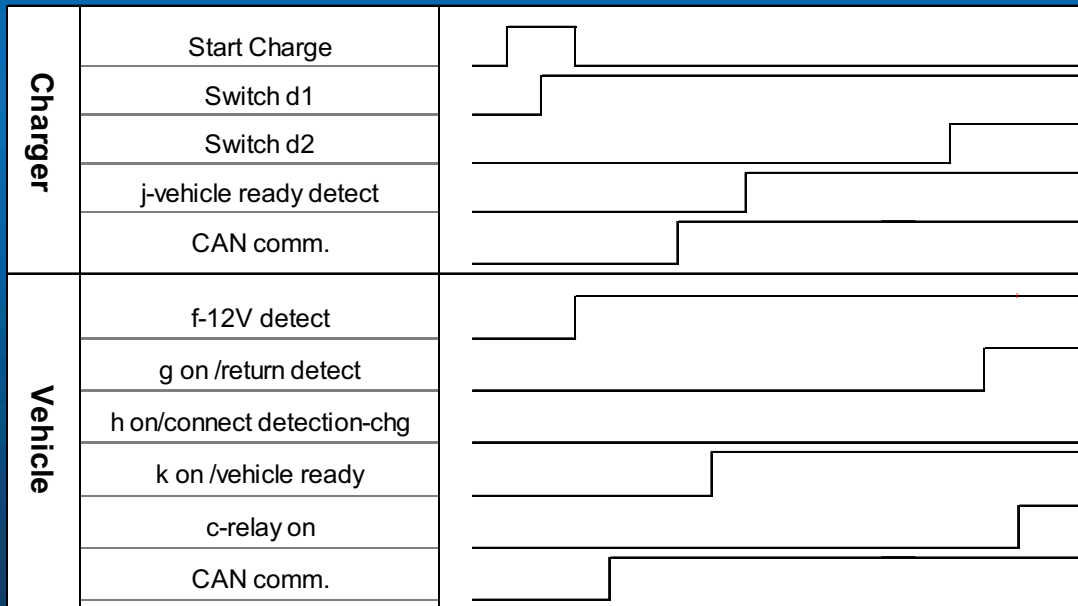 Charger
Start Charge
Switch d1
Switch d2
j-vehicle ready detect
CAN comm.
Vehicle
f-12V detect
g on /return detect
h on/connect detection-chg
k on /vehicle ready
c-relay on
CAN comm.